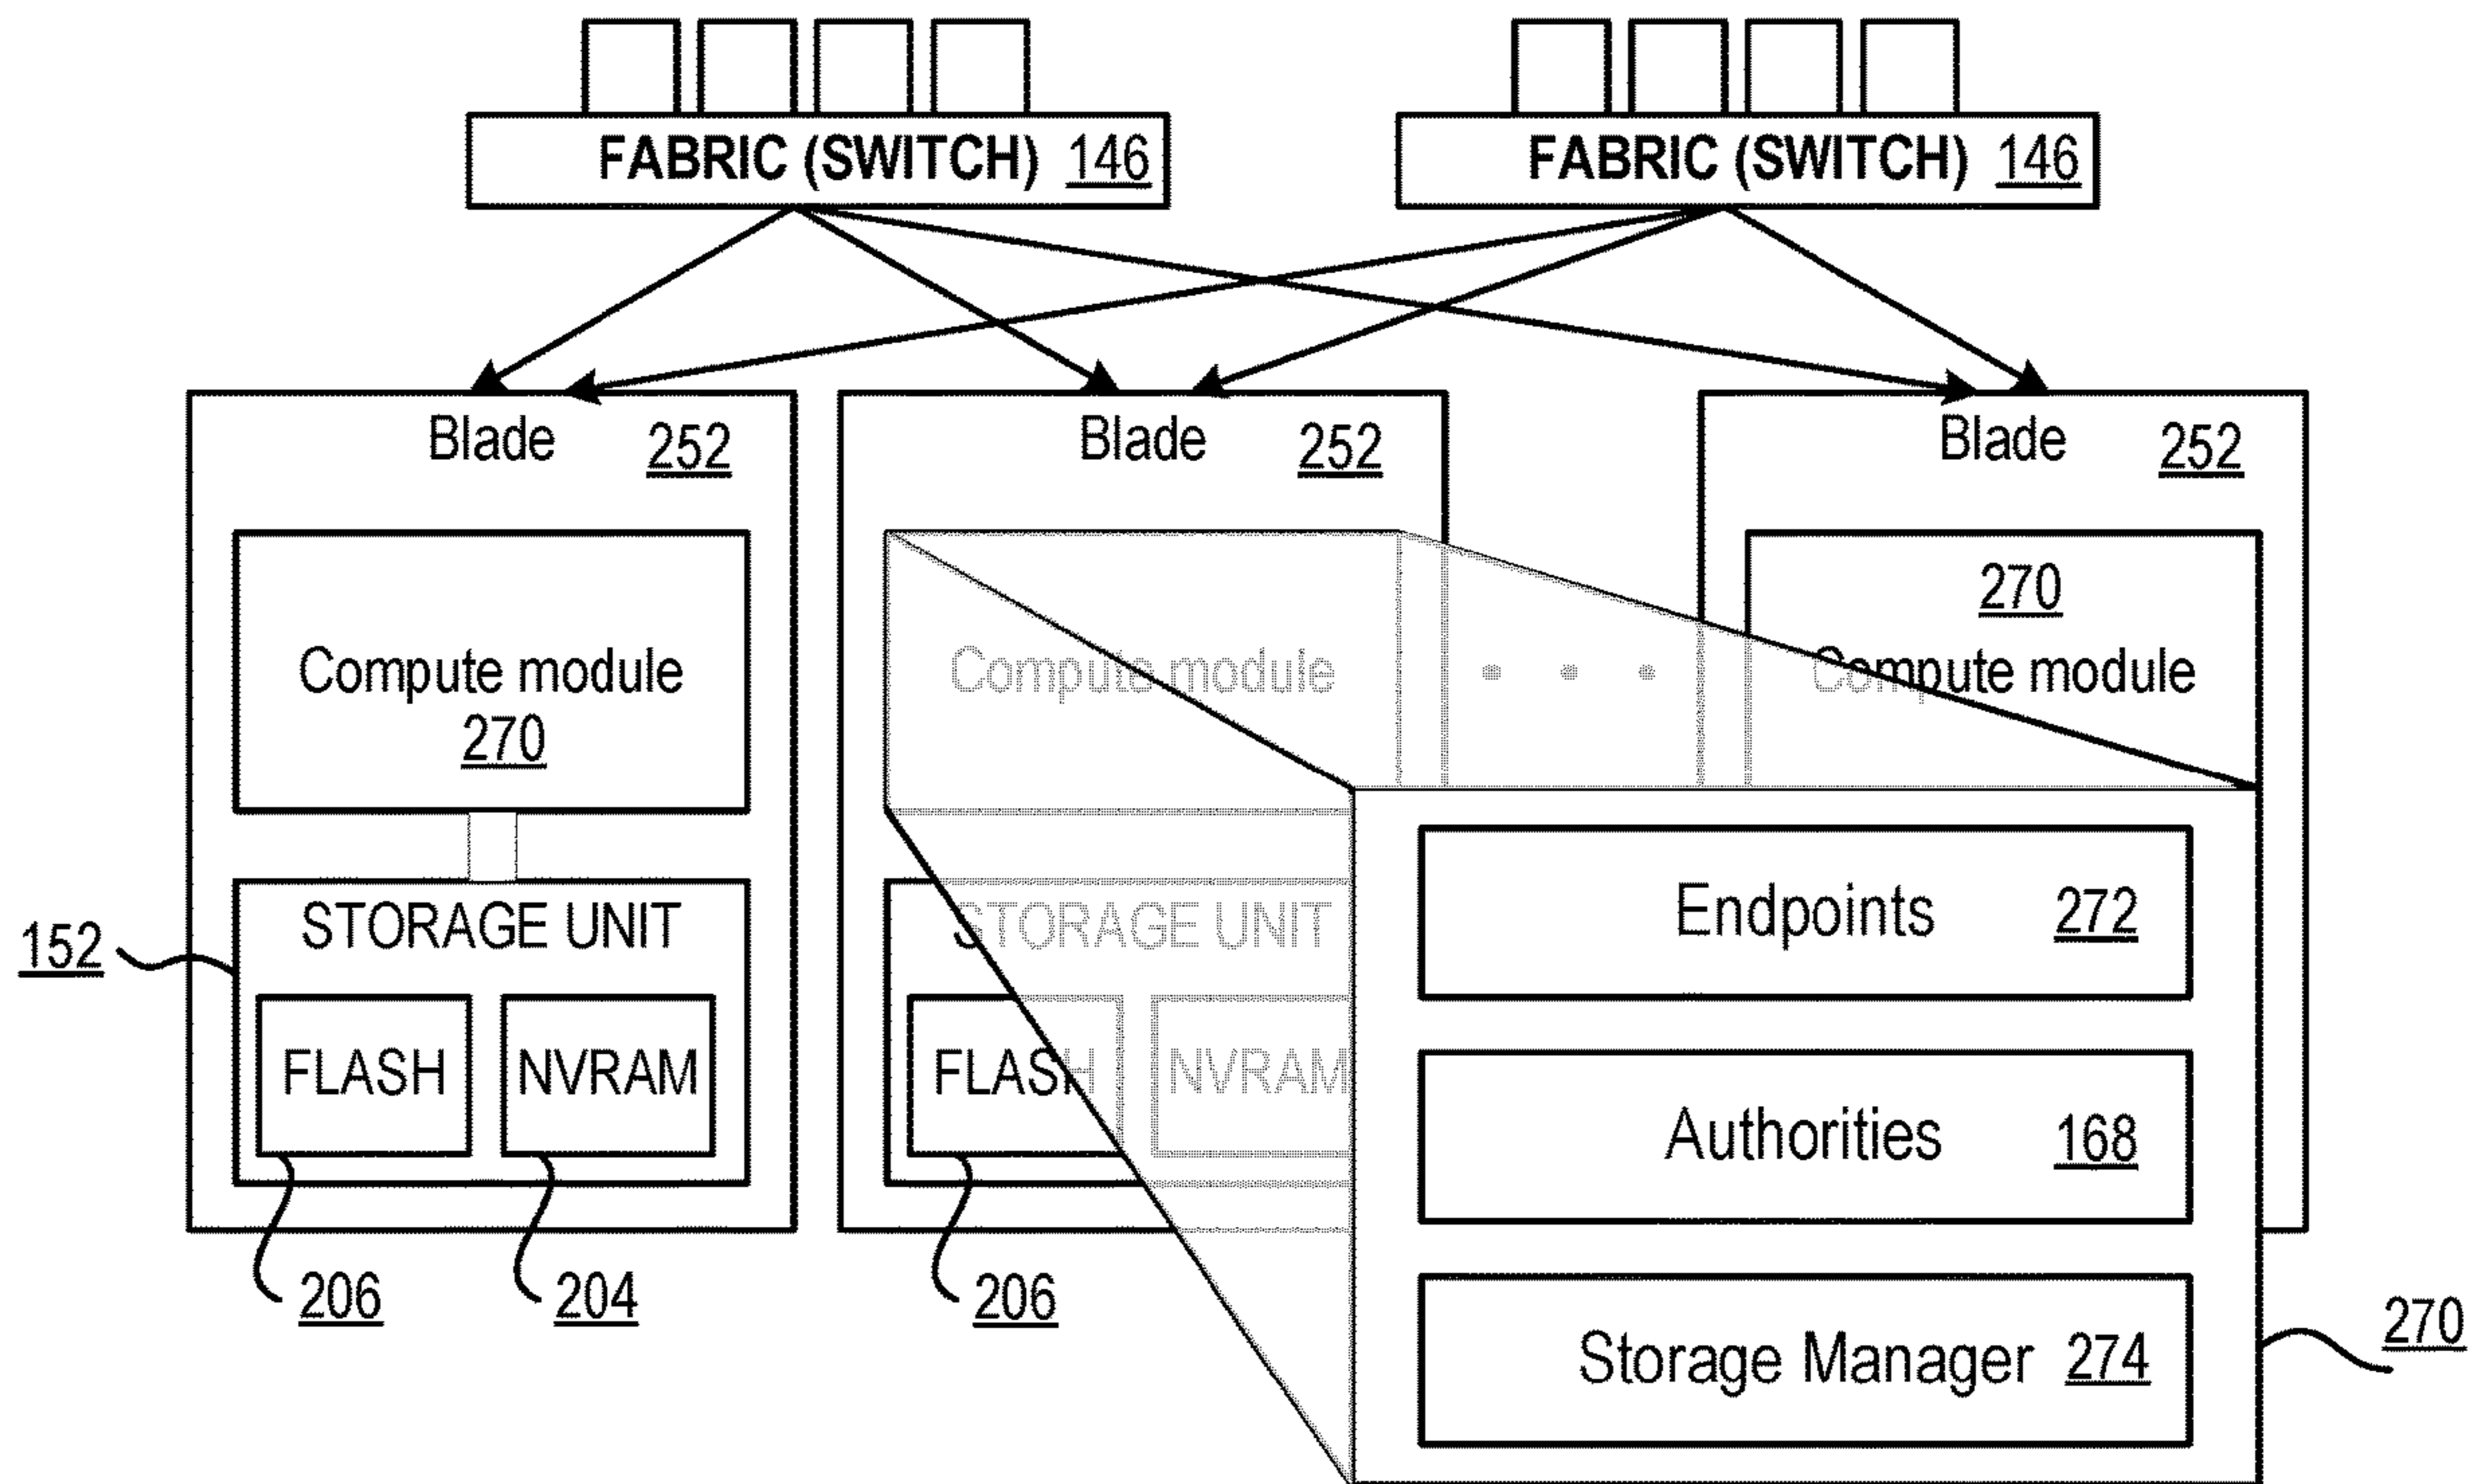 FABRIC (SWITCH) 146
FABRIC (SWITCH) 146
Blade 252
Blade 252
Blade 252
Compute module
270
Compute module
270
Compute module
152
STORAGE UNIT
FLASH
NVRAM
206
204
STORAGE UNIT
FLASH
NVRAM
206
Endpoints 272
Authorities 168
Storage Manager 274
270